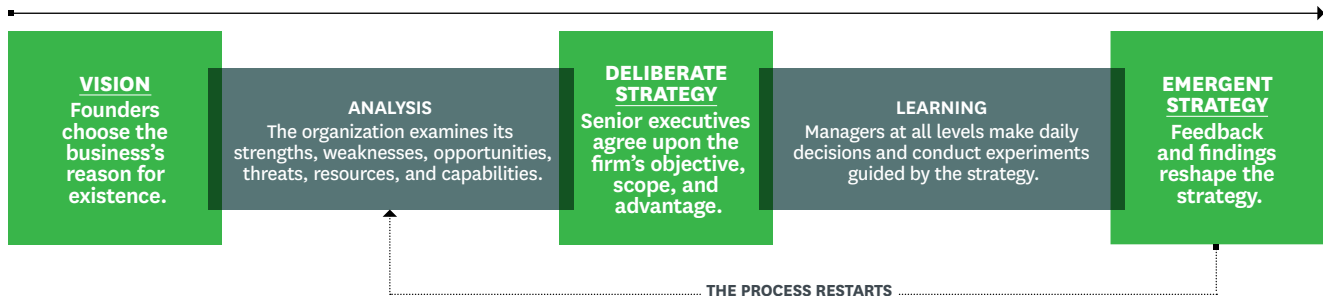 VISION
Founders
choose the
business's
reason for
existence.
ANALYSIS
The organization examines its
strengths, weaknesses, opportunities,
threats, resources, and capabilities.
DELIBERATE
STRATEGY
Senior executives
agree upon the
firm's objective,
scope, and
advantage.
LEARNING
Managers at all levels make daily
decisions and conduct experiments
guided by the strategy.
EMERGENT
STRATEGY
Feedback
and findings
reshape the
strategy.
THE PROCESS RESTARTS